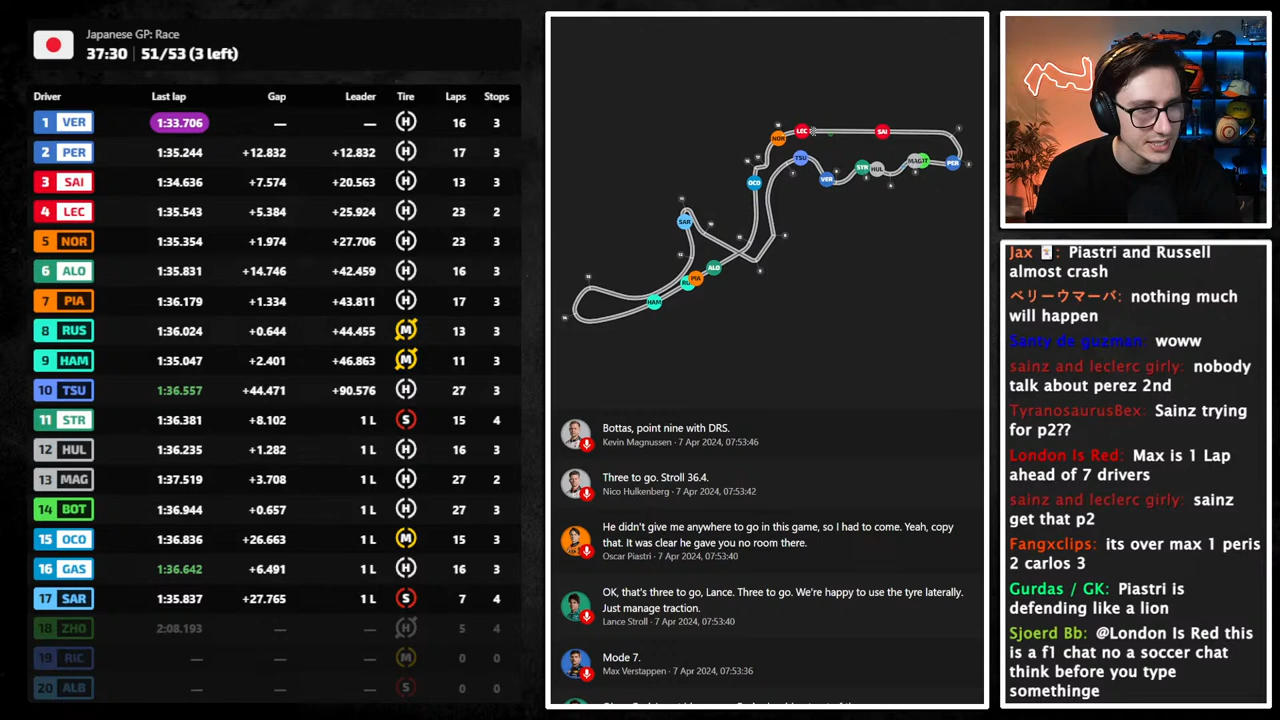 Japanese GP: Race
37:30 51/53 (3 left)
Driver Last lap Gap Leader Tire Laps Stops
1 VER 1:33.706 — — H 16 3
2 PER 1:35.244 +12.832 +12.832 H 17 3
3 SAI 1:34.636 +7.574 +20.563 H 13 3
4 LEC 1:35.543 +5.384 +25.924 H 23 2
5 NOR 1:35.354 +1.974 +27.706 H 23 3
6 ALO 1:35.831 +14.746 +42.459 H 16 3
7 PIA 1:36.179 +1.334 +43.811 H 17 3
8 RUS 1:36.024 +0.644 +44.455 M 13 3
9 HAM 1:35.047 +2.401 +46.863 M 11 3
10 TSU 1:36.557 +44.471 +90.576 H 27 3
11 STR 1:36.381 +8.102 1 L S 15 4
12 HUL 1:36.635 +1.282 1 L H 16 3
13 MAG 1:37.519 +3.708 1 L H 27 2
14 BOT 1:36.944 +0.657 1 L H 27 3
15 OCO 1:36.836 +26.663 1 L M 15 3
16 GAS 1:36.642 +6.491 1 L H 16 3
17 SAR 1:35.837 +27.765 1 L S 7 4
18 ZHO 2:08.193 — — H 5 4
19 RIC — — — M 0 0
20 ALB — — — S 0 0
NOR LEC SAI
TSU STR HUL MAG PER
OCO VER
SAR
ALO
PIA
HAM
Bottas, point nine with DRS.
Kevin Magnussen · 7 Apr 2024, 07:53:46
Three to go. Stroll 36.4.
Nico Hulkenberg · 7 Apr 2024, 07:53:42
He didn't give me anywhere to go in this game, so I had to come. Yeah, copy
that. It was clear he gave you no room there.
Oscar Piastri · 7 Apr 2024, 07:53:40
OK, that's three to go, Lance. Three to go. We're happy to use the tyre laterally.
Just manage traction.
Lance Stroll · 7 Apr 2024, 07:53:40
Mode 7.
Max Verstappen · 7 Apr 2024, 07:53:36
Jax 🃏: Piastri and Russell
almost crash
ベリーウマーバ: nothing much
will happen
Santy de guzman: woww
sainz and leclerc girly: nobody
talk about perez 2nd
TyranosaurusBex: Sainz trying
for p2??
London Is Red: Max is 1 Lap
ahead of 7 drivers
sainz and leclerc girly: sainz
get that p2
Fangxclips: its over max 1 peris
2 carlos 3
Gurdas / GK: Piastri is
defending like a lion
Sjoerd Bb: @London Is Red this
is a f1 chat no a soccer chat
think before you type
somethinge